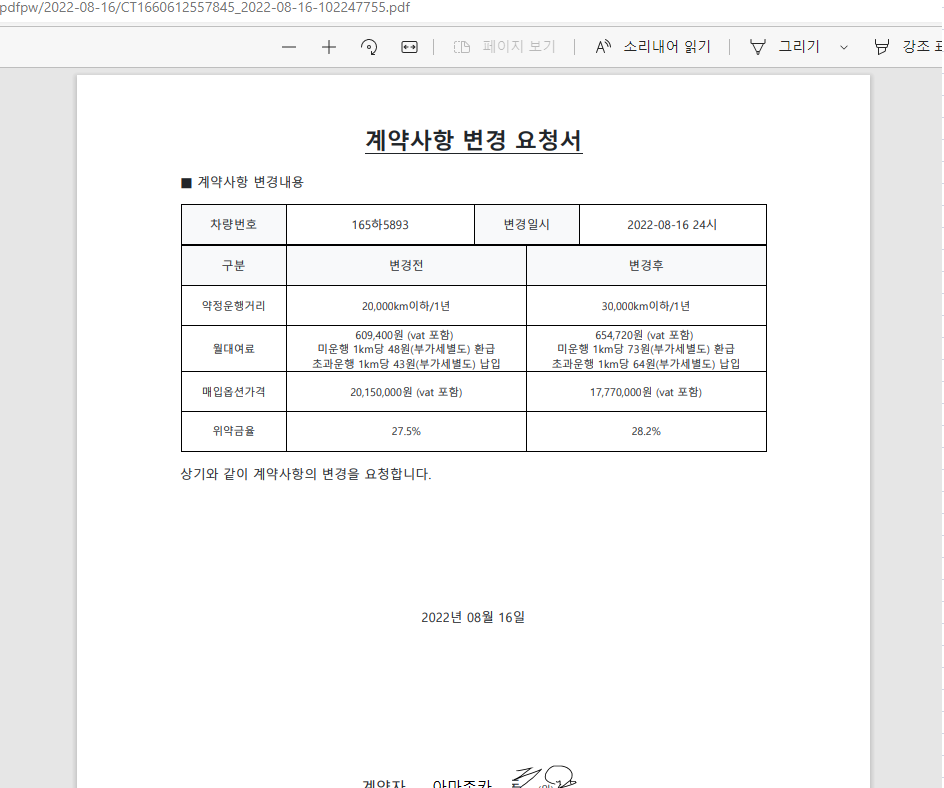 pdfpw/2022-08-16/CT1660612557845_2022-08-16-102247755.pdf
페이지 보기 소리내어 읽기 그리기 강조
계약사항 변경 요청서
■ 계약사항 변경내용
차량번호 165하5893 변경일시 2022-08-16 24시
구분 변경전 변경후
약정운행거리 20,000km이하/1년 30,000km이하/1년
월대여료
609,400원 (vat 포함)
미운행 1km당 48원(부가세별도) 환급
초과운행 1km당 43원(부가세별도) 납입
654,720원 (vat 포함)
미운행 1km당 73원(부가세별도) 환급
초과운행 1km당 64원(부가세별도) 납입
매입옵션가격 20,150,000원 (vat 포함) 17,770,000원 (vat 포함)
위약금율 27.5% 28.2%
상기와 같이 계약사항의 변경을 요청합니다.
2022년 08월 16일
계약자 아마존카